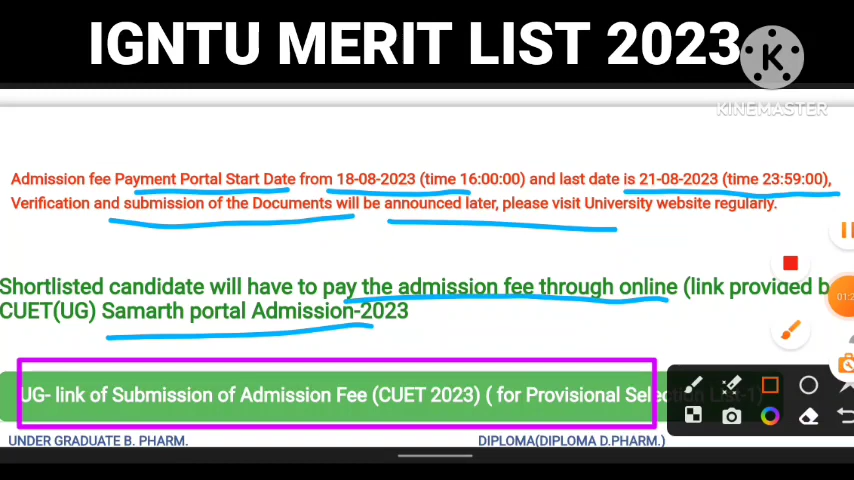 IGNTU MERIT LIST 2023
K
KINEMASTER
Admission fee Payment Portal Start Date from 18-08-2023 (time 16:00:00) and last date is 21-08-2023 (time 23:59:00),
Verification and submission of the Documents will be announced later, please visit University website regularly.
Shortlisted candidate will have to pay the admission fee through online (link provided b
CUET(UG) Samarth portal Admission-2023
UG- link of Submission of Admission Fee (CUET 2023) ( for Provisional Selection List-1)
UNDER GRADUATE B. PHARM.
DIPLOMA(DIPLOMA D.PHARM.)